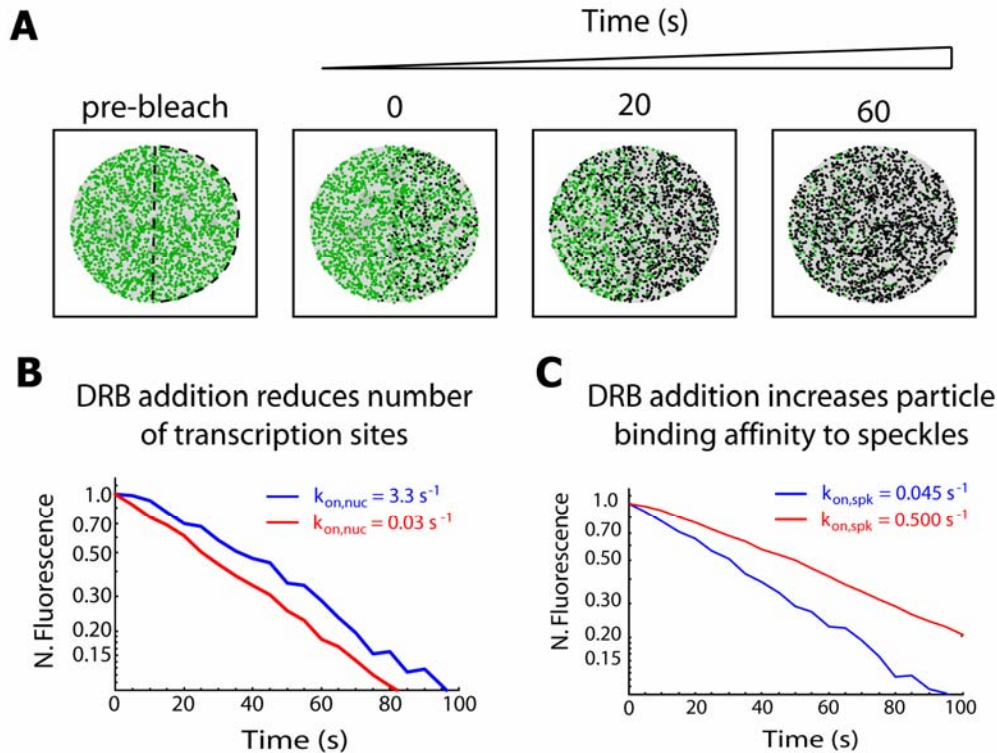 A
Time (s)
pre-bleach
0
20
60
B
DRB addition reduces number
of transcription sites
N. Fluorescence
1.0
0.70
0.50
0.30
0.20
0.15
k on,nuc = 3.3 s-1
k on,nuc = 0.03 s-1
0
20
40
60
80
100
Time (s)
C
DRB addition increases particle
binding affinity to speckles
N. Fluorescence
1.0
0.70
0.50
0.30
0.20
0.15
k on,spk = 0.045 s-1
k on,spk = 0.500 s-1
0
20
40
60
80
100
Time (s)